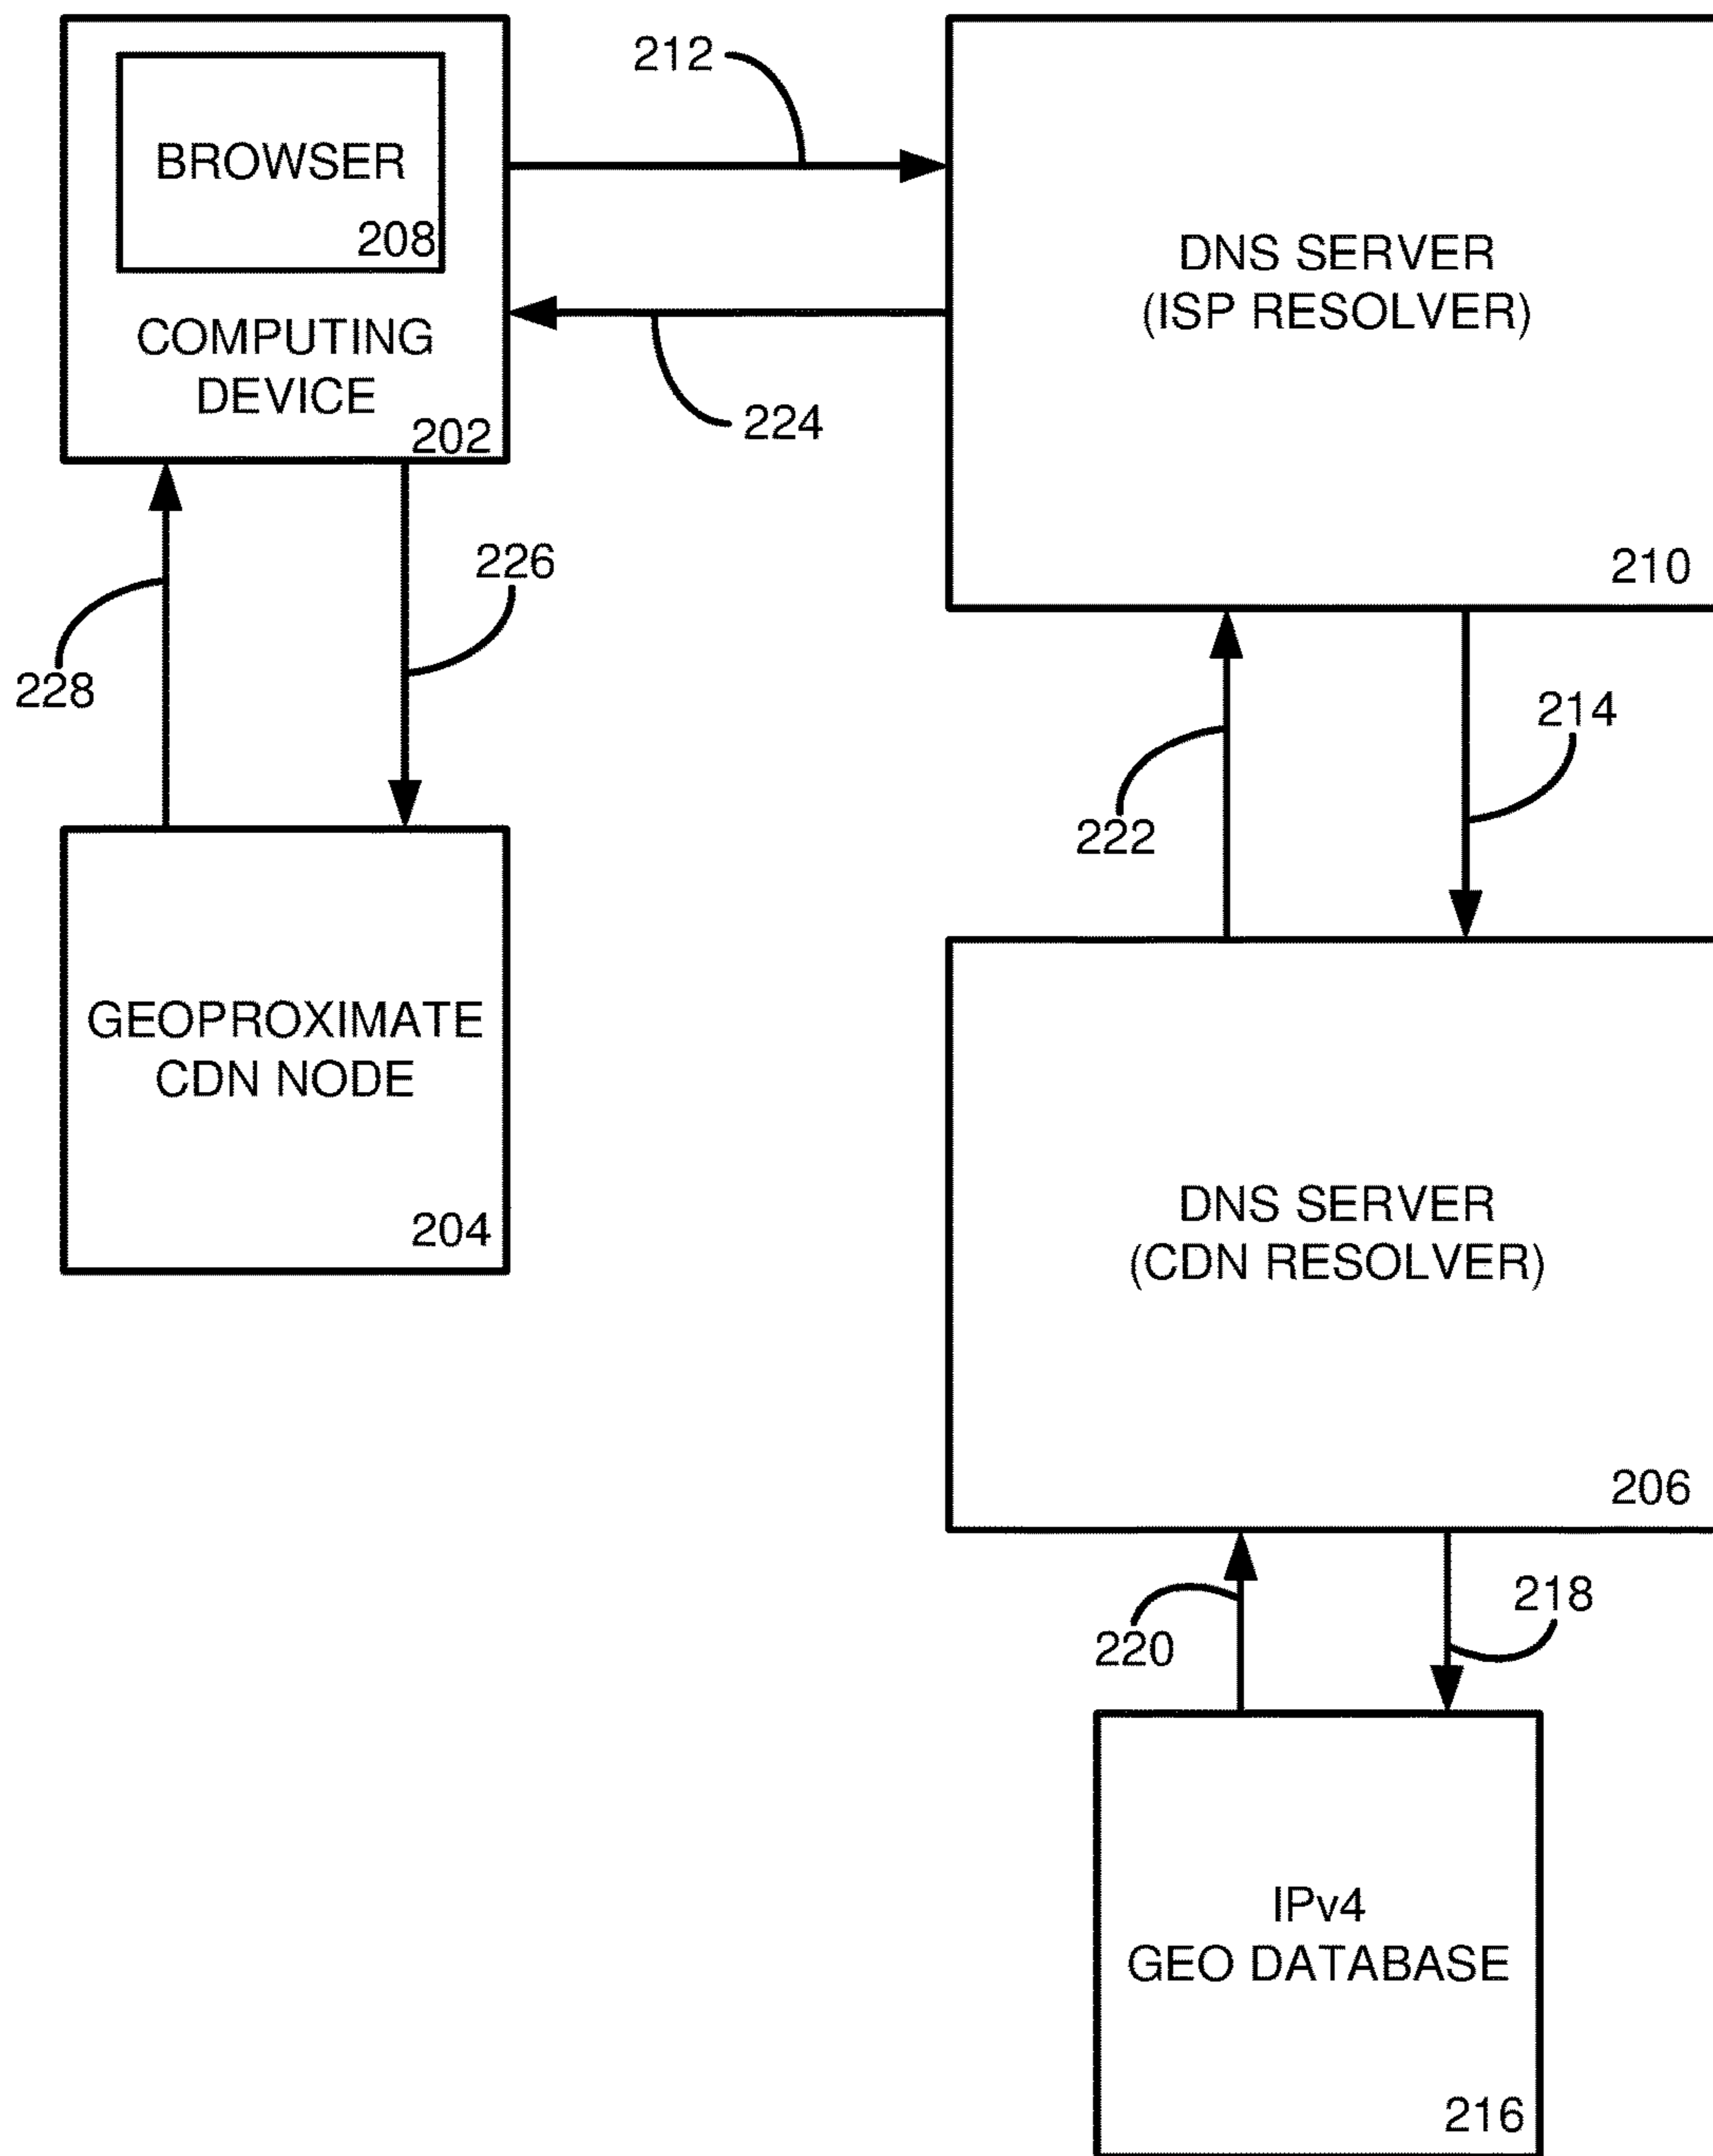 BROWSER
208
COMPUTING
DEVICE
202
212
224
DNS SERVER
(ISP RESOLVER)
210
228
226
222
214
GEOPROXIMATE
CDN NODE
204
DNS SERVER
(CDN RESOLVER)
206
220
218
IPv4
GEO DATABASE
216